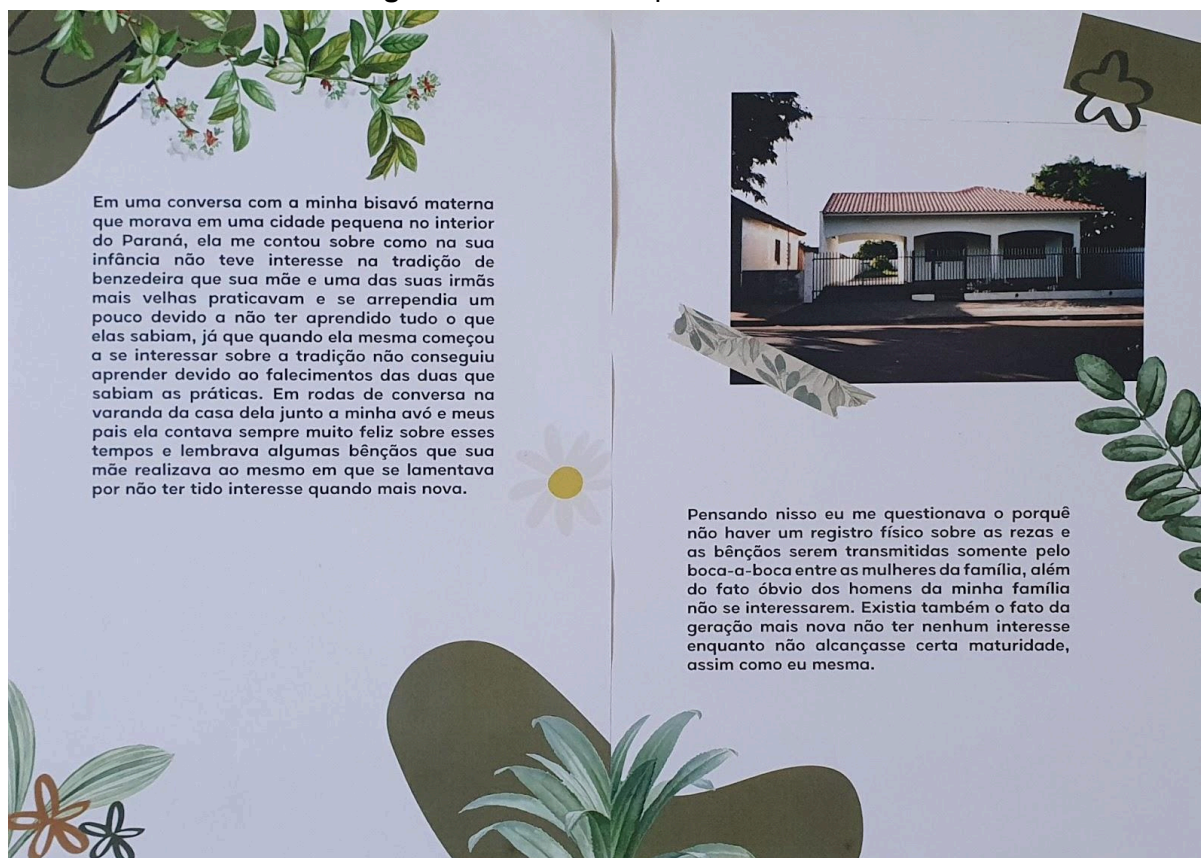 Em uma conversa com a minha bisavó materna
que morava em uma cidade pequena no interior
do Paraná, ela me contou sobre como na sua
infância não teve interesse na tradição de
benzedeira que sua mãe e uma das suas irmãs
mais velhas praticavam e se arrependia um
pouco devido a não ter aprendido tudo o que
elas sabiam, já que quando ela mesma começou
a se interessar sobre a tradição não conseguiu
aprender devido ao falecimentos das duas que
sabiam as práticas. Em rodas de conversa na
varanda da casa dela junto a minha avó e meus
pais ela contava sempre muito feliz sobre esses
tempos e lembrava algumas bênçãos que sua
mãe realizava ao mesmo em que se lamentava
por não ter tido interesse quando mais nova.
Pensando nisso eu me questionava o porquê
não haver um registro físico sobre as rezas e
as bênçãos serem transmitidas somente pelo
boca-a-boca entre as mulheres da família, além
do fato óbvio dos homens da minha família
não se interessarem. Existia também o fato da
geração mais nova não ter nenhum interesse
enquanto não alcançasse certa maturidade,
assim como eu mesma.